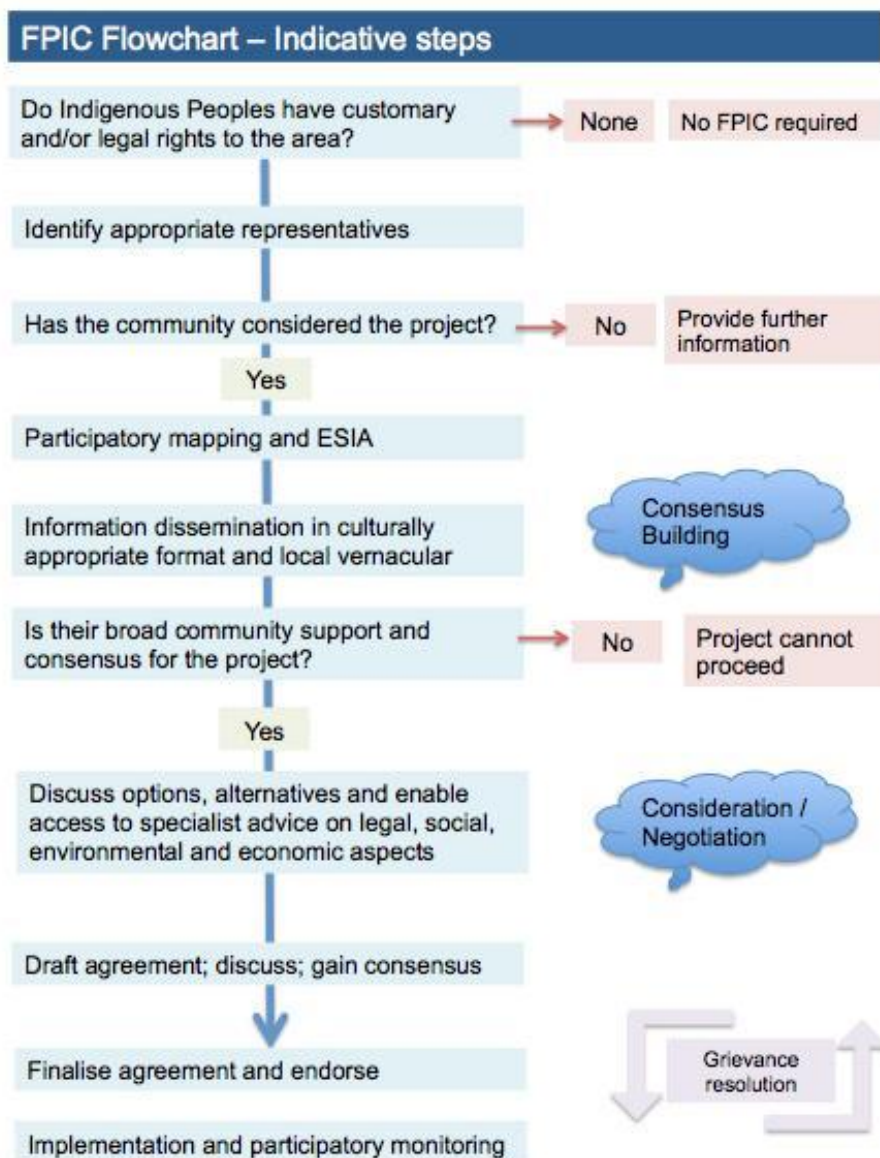 FPIC Flowchart – Indicative steps
Do Indigenous Peoples have customary
and/or legal rights to the area?
None
No FPIC required
Identify appropriate representatives
Has the community considered the project?
No
Provide further
information
Yes
Participatory mapping and ESIA
Information dissemination in culturally
appropriate format and local vernacular
Consensus
Building
Is their broad community support and
consensus for the project?
No
Project cannot
proceed
Yes
Discuss options, alternatives and enable
access to specialist advice on legal, social,
environmental and economic aspects
Consideration /
Negotiation
Draft agreement; discuss; gain consensus
Finalise agreement and endorse
Grievance
resolution
Implementation and participatory monitoring